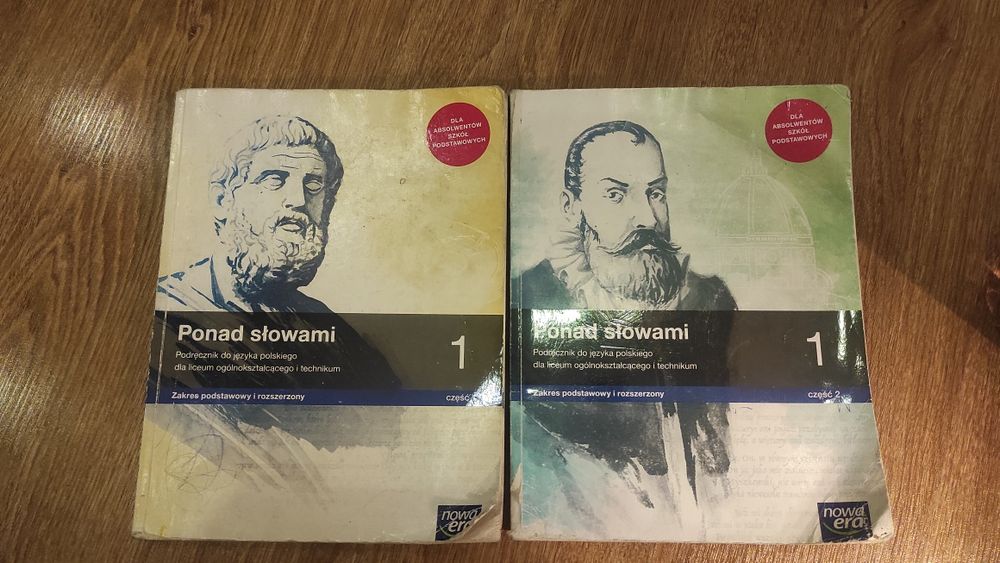 DLA
ABSOLWENTÓW
SZKÓŁ
PODSTAWOWYCH
Ponad słowami
1
Podręcznik do języka polskiego
dla liceum ogólnokształcącego i technikum
Zakres podstawowy i rozszerzony
część
nowa
era
DLA
ABSOLWENTÓW
SZKÓŁ
PODSTAWOWYCH
Ponad słowami
1
Podręcznik do języka polskiego
dla liceum ogólnokształcącego i technikum
Zakres podstawowy i rozszerzony
część 2
nowa
era